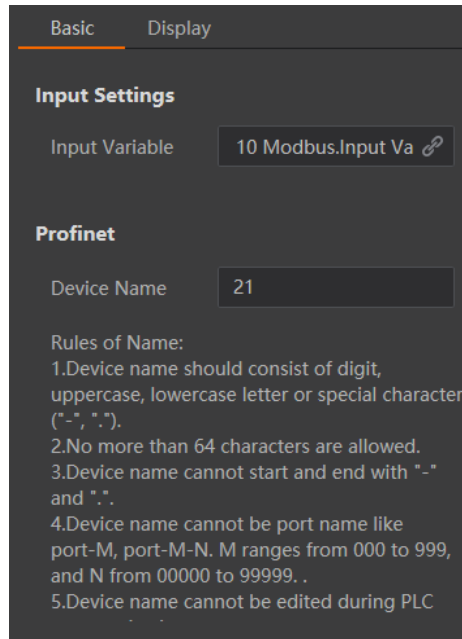 Basic Display
Input Settings
Input Variable 10 Modbus.Input Va
Profinet
Device Name 21
Rules of Name:
1.Device name should consist of digit,
uppercase, lowercase letter or special character
("-", ".").
2.No more than 64 characters are allowed.
3.Device name cannot start and end with "-"
and ".".
4.Device name cannot be port name like
port-M, port-M-N. M ranges from 000 to 999,
and N from 00000 to 99999. .
5.Device name cannot be edited during PLC